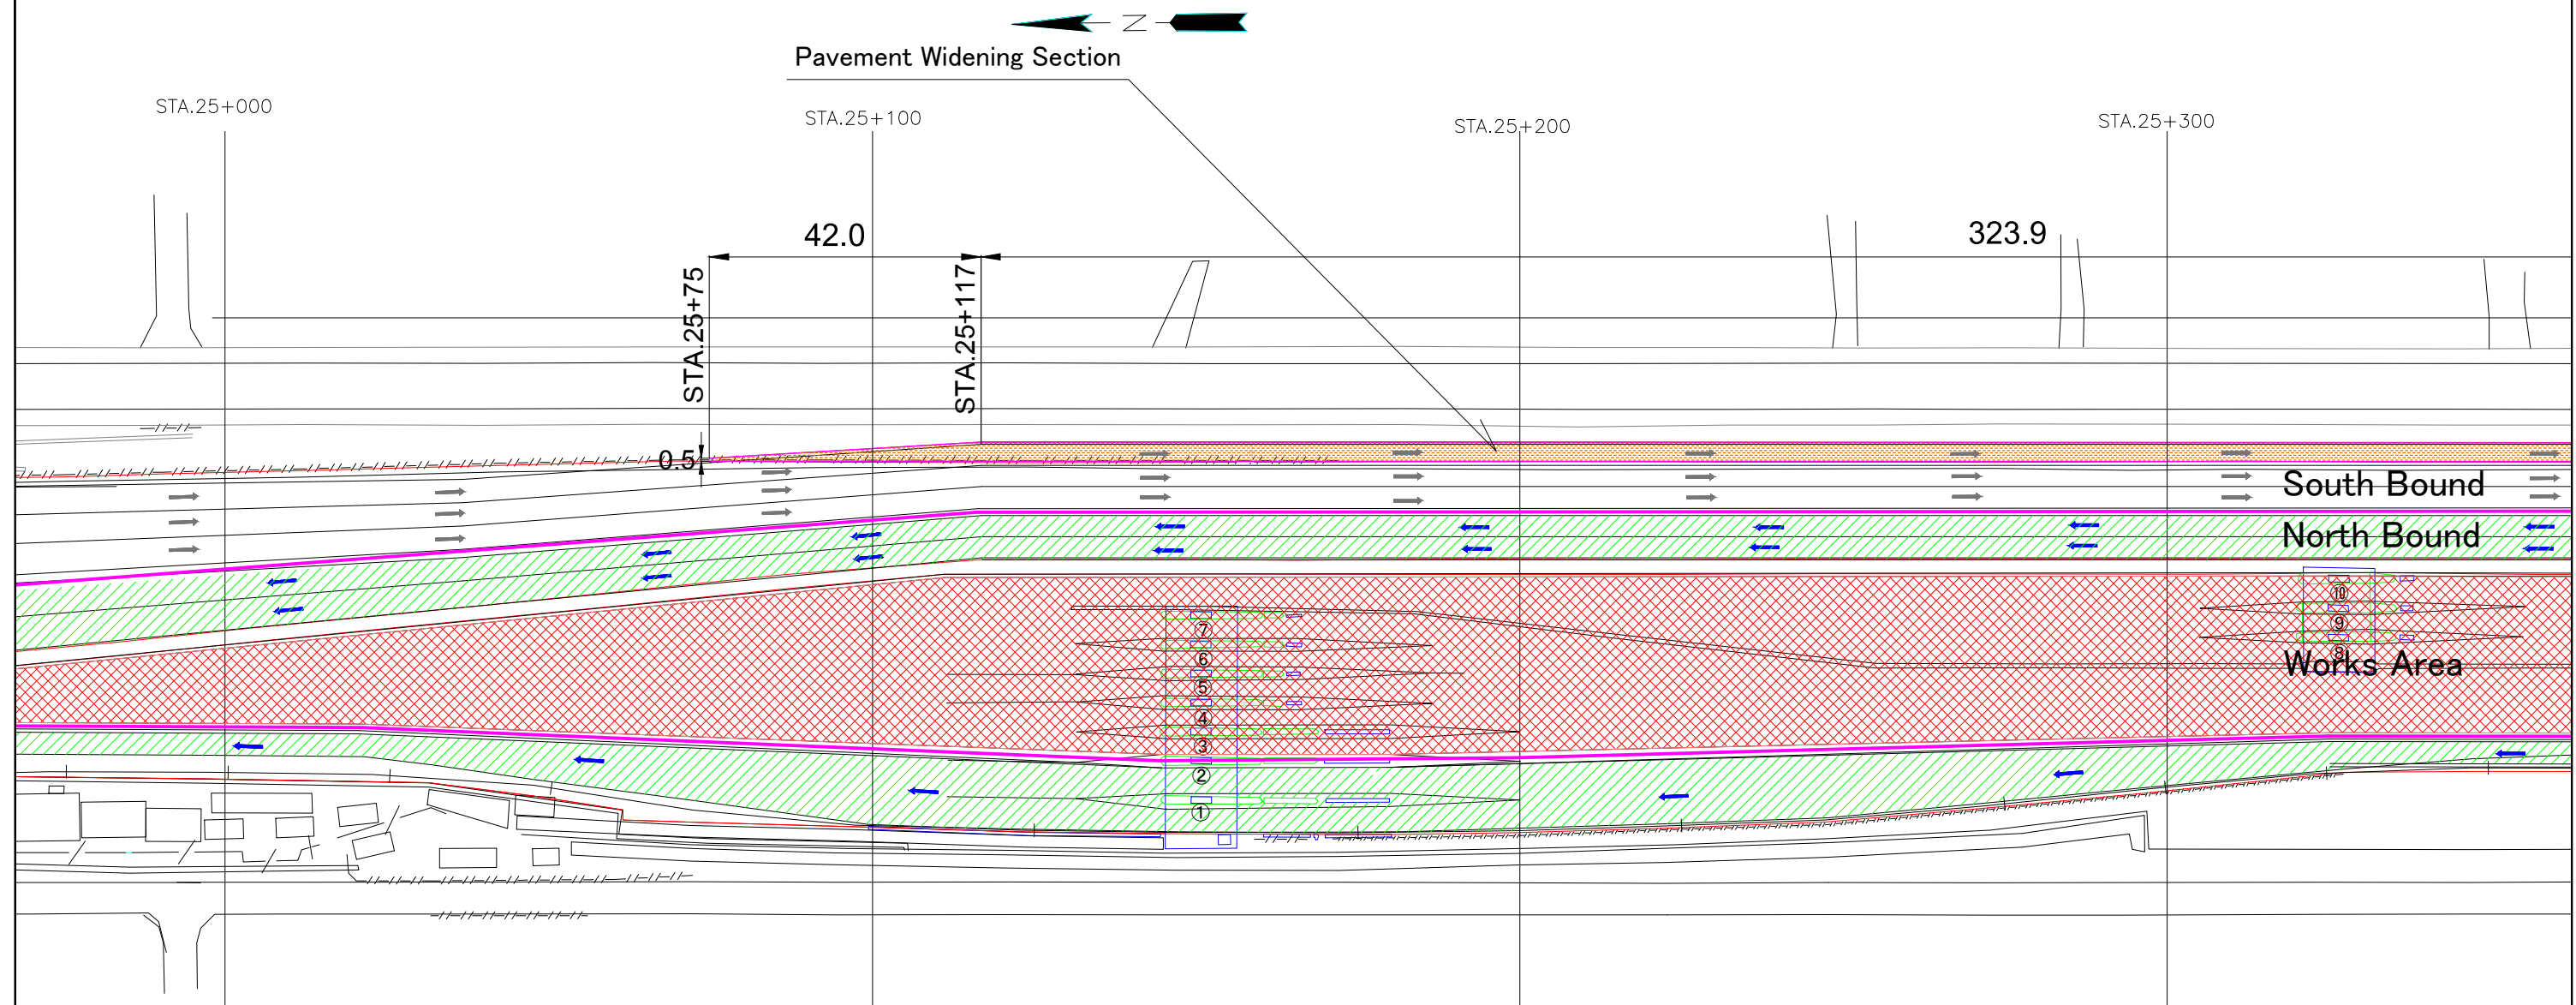 N
Pavement Widening Section
STA.25+000
STA.25+100
STA.25+200
STA.25+300
42.0
323.9
STA.25+75
STA.25+117
0.5
South Bound
North Bound
Works Area
⑩
⑨
⑧
⑦
⑥
⑤
④
③
②
①